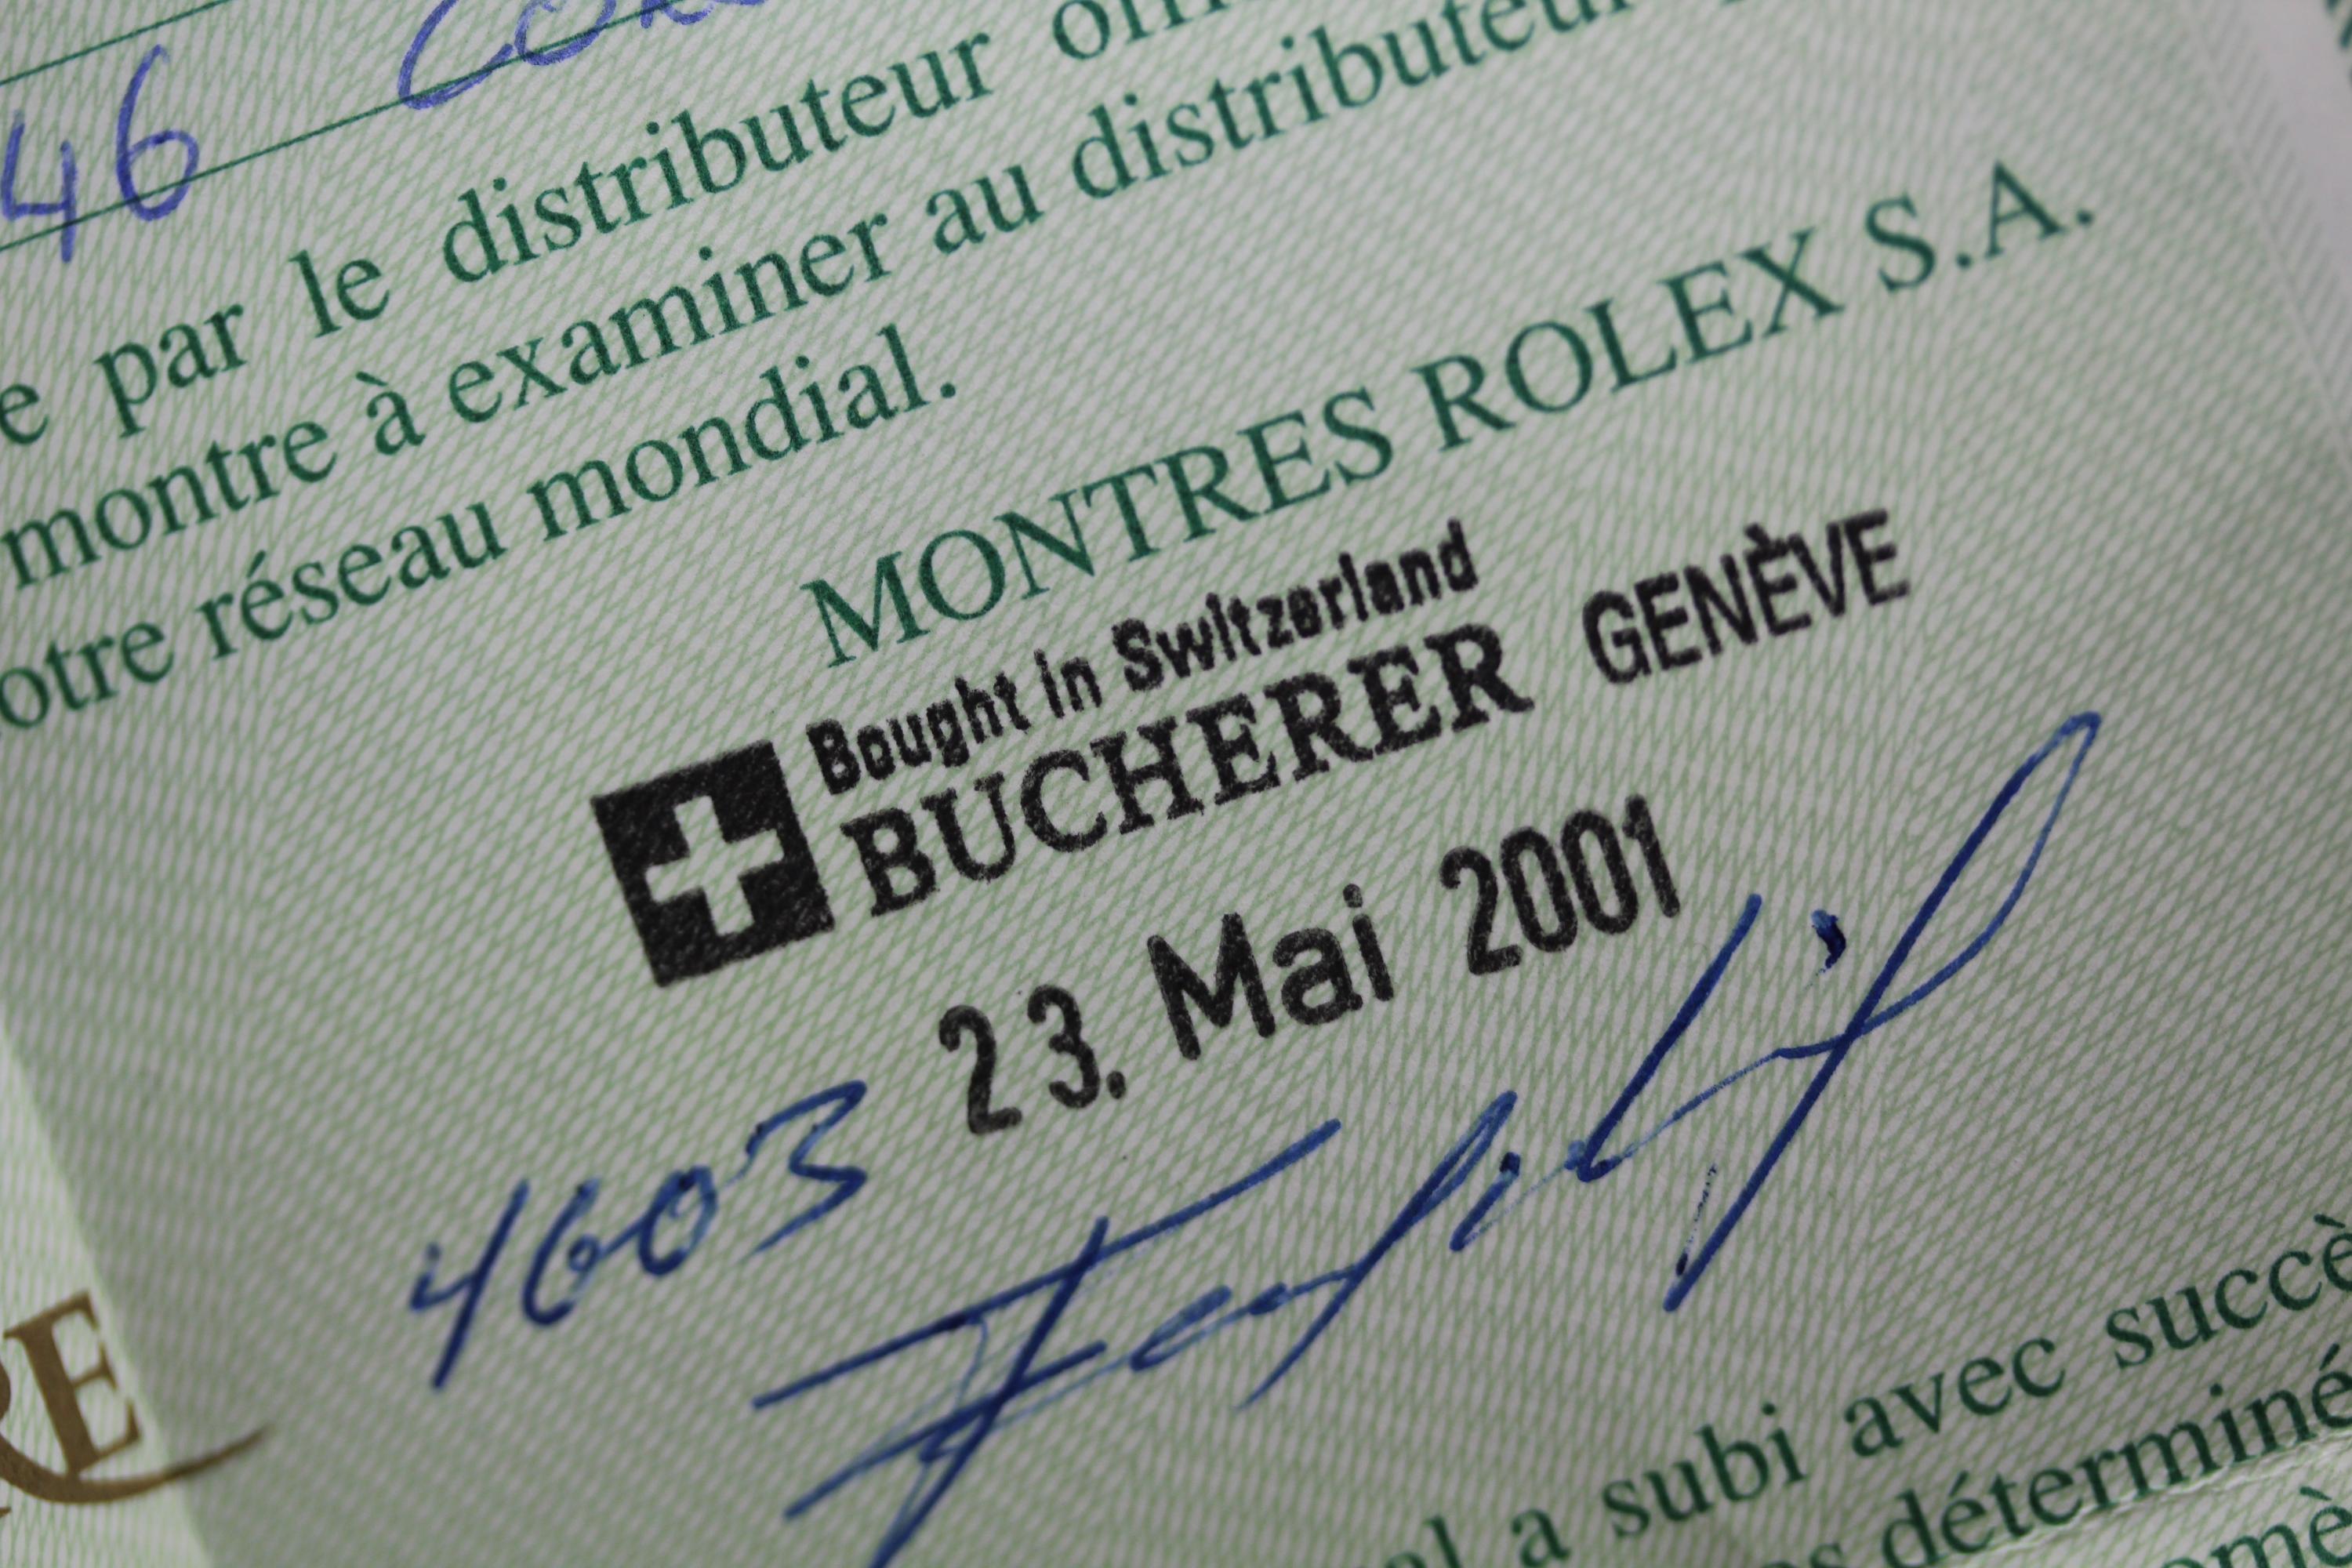 46
e par le distributeur
montre à examiner au distributeur
otre réseau mondial.
MONTRES ROLEX S.A.
Bought in Switzerland
BUCHERER GENÈVE
23. Mai 2001
4603
a subi avec succè
déterminé